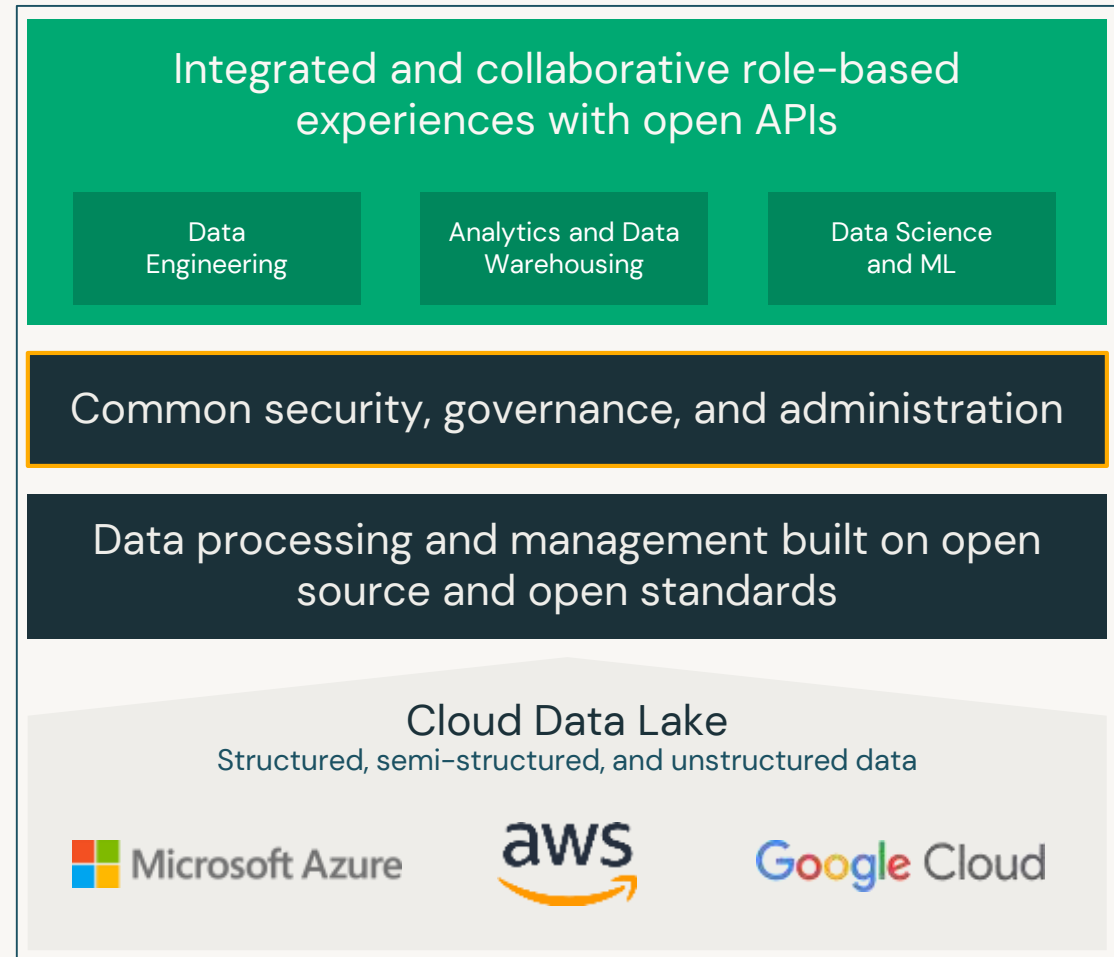 Integrated and collaborative role-based
experiences with open APIs
Data
Engineering
Analytics and Data
Warehousing
Data Science
and ML
Common security, governance, and administration
Data processing and management built on open
source and open standards
Cloud Data Lake
Structured, semi-structured, and unstructured data
Microsoft Azure
aws
Google Cloud